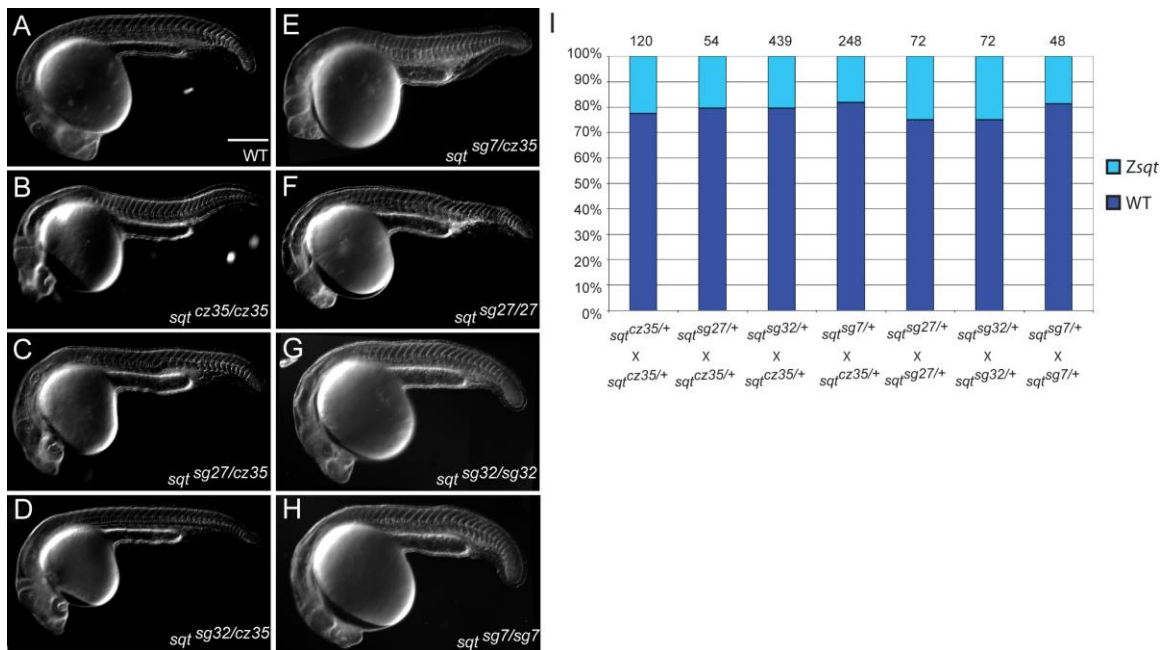 A
WT
B
sqt cz35/cz35
C
sqt sg27/cz35
D
sqt sg32/cz35
E
sqt sg7/cz35
F
sqt sg27/27
G
sqt sg32/sg32
H
sqt sg7/sg7
I
120 54 439 248 72 72 48
100%
90%
80%
70%
60%
50%
40%
30%
20%
10%
0%
sqtcz35/+ sqtsg27/+ sqtsg32/+ sqtsg7/+ sqtsg27/+ sqtsg32/+ sqtsg7/+
x x x x x x x
sqtcz35/+ sqtcz35/+ sqtcz35/+ sqtcz35/+ sqtsg27/+ sqtsg32/+ sqtsg7/+
Zsqt
WT